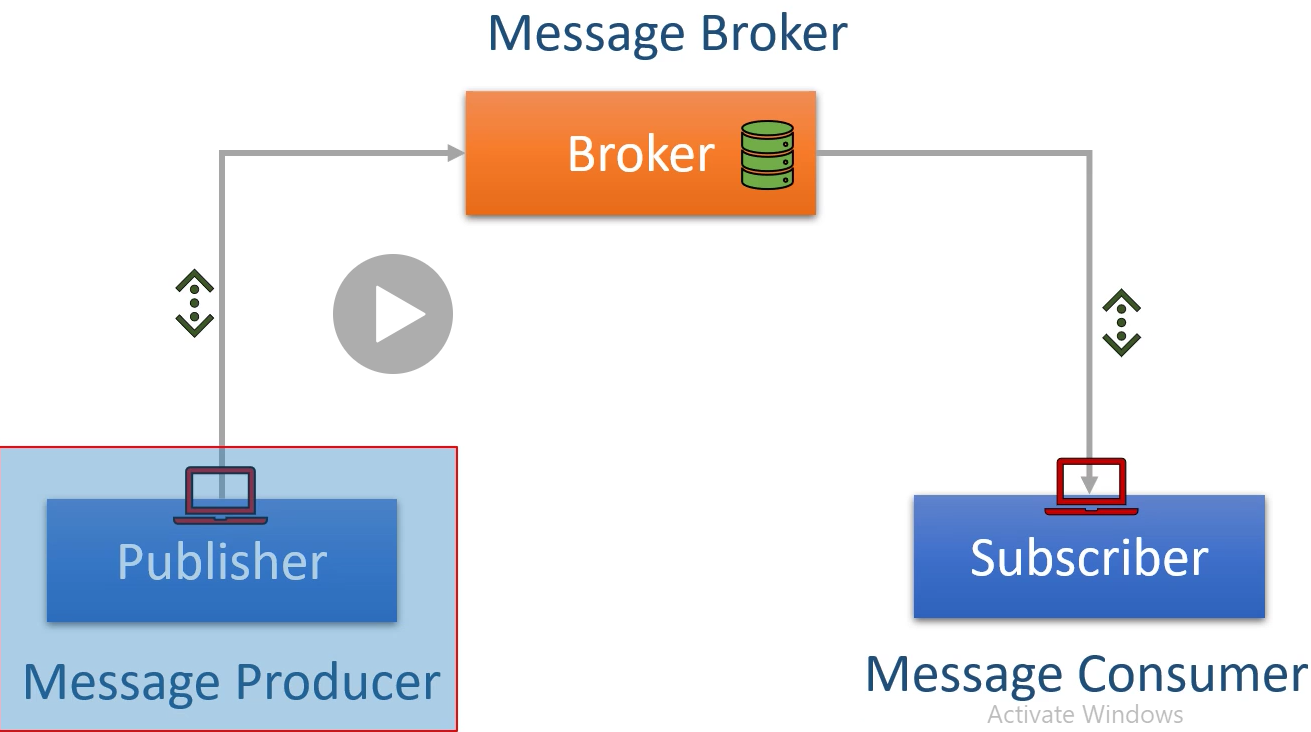 Message Broker
Broker
Publisher
Subscriber
Message Producer
Message Consumer
Activate Windows